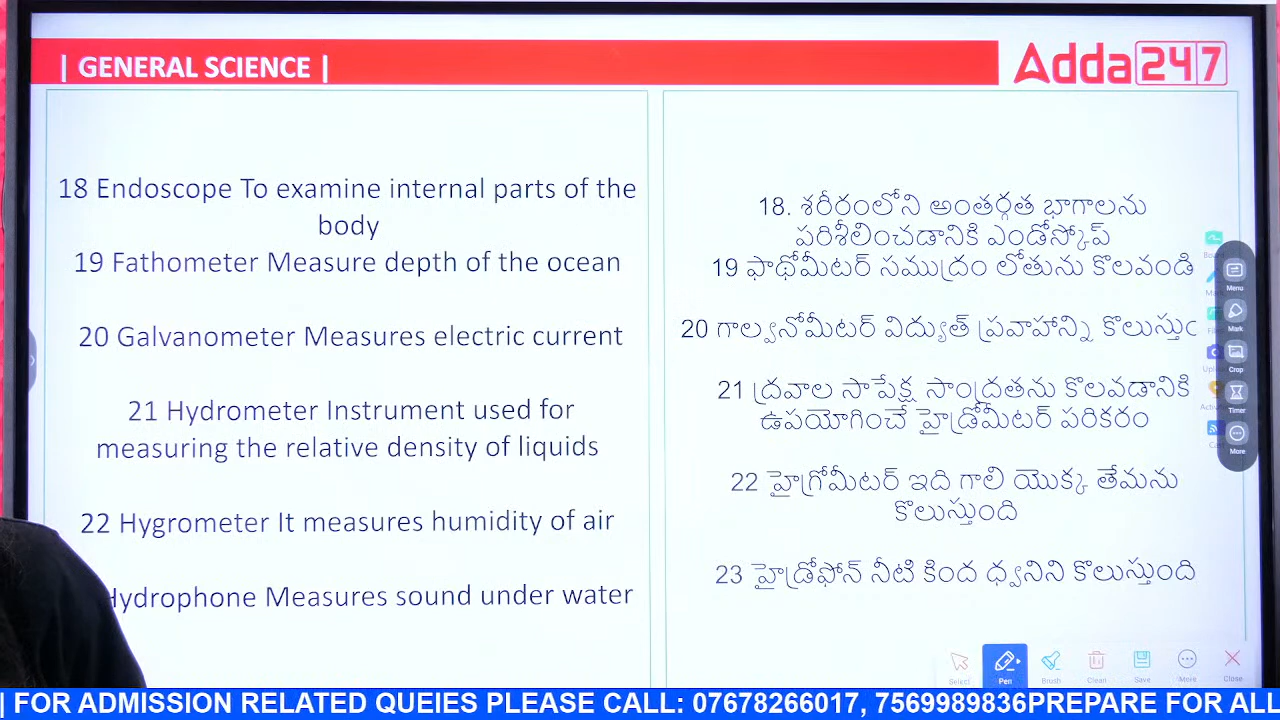 | GENERAL SCIENCE |
Adda247
18 Endoscope To examine internal parts of the
body
19 Fathometer Measure depth of the ocean
20 Galvanometer Measures electric current
21 Hydrometer Instrument used for
measuring the relative density of liquids
22 Hygrometer It measures humidity of air
Hydrophone Measures sound under water
18. శరీరంలోని అంతర్గత భాగాలను
పరిశీలించడానికి ఎండోస్కోప్
19 ఫాథోమీటర్ సముద్రం లోతును కొలవండి
20 గాల్వనోమీటర్ విద్యుత్ ప్రవాహాన్ని
21 ద్రవాల సాపేక్ష సాంద్రతను కొలవడానికి
ఉపయోగించే హైడ్రోమీటర్ పరికరం
22 హైగ్రోమీటర్ ఇది గాలి యొక్క తేమను
కొలుస్తుంది
23 హైడ్రోఫోన్ నీటి కింద ధ్వనిని కొలుస్తుంది
Menu
Mark
Crop
Timer
More
Select
Pen
Brush
Clean
Save
More
Close
| FOR ADMISSION RELATED QUEIES PLEASE CALL: 07678266017, 7569989836PREPARE FOR ALL